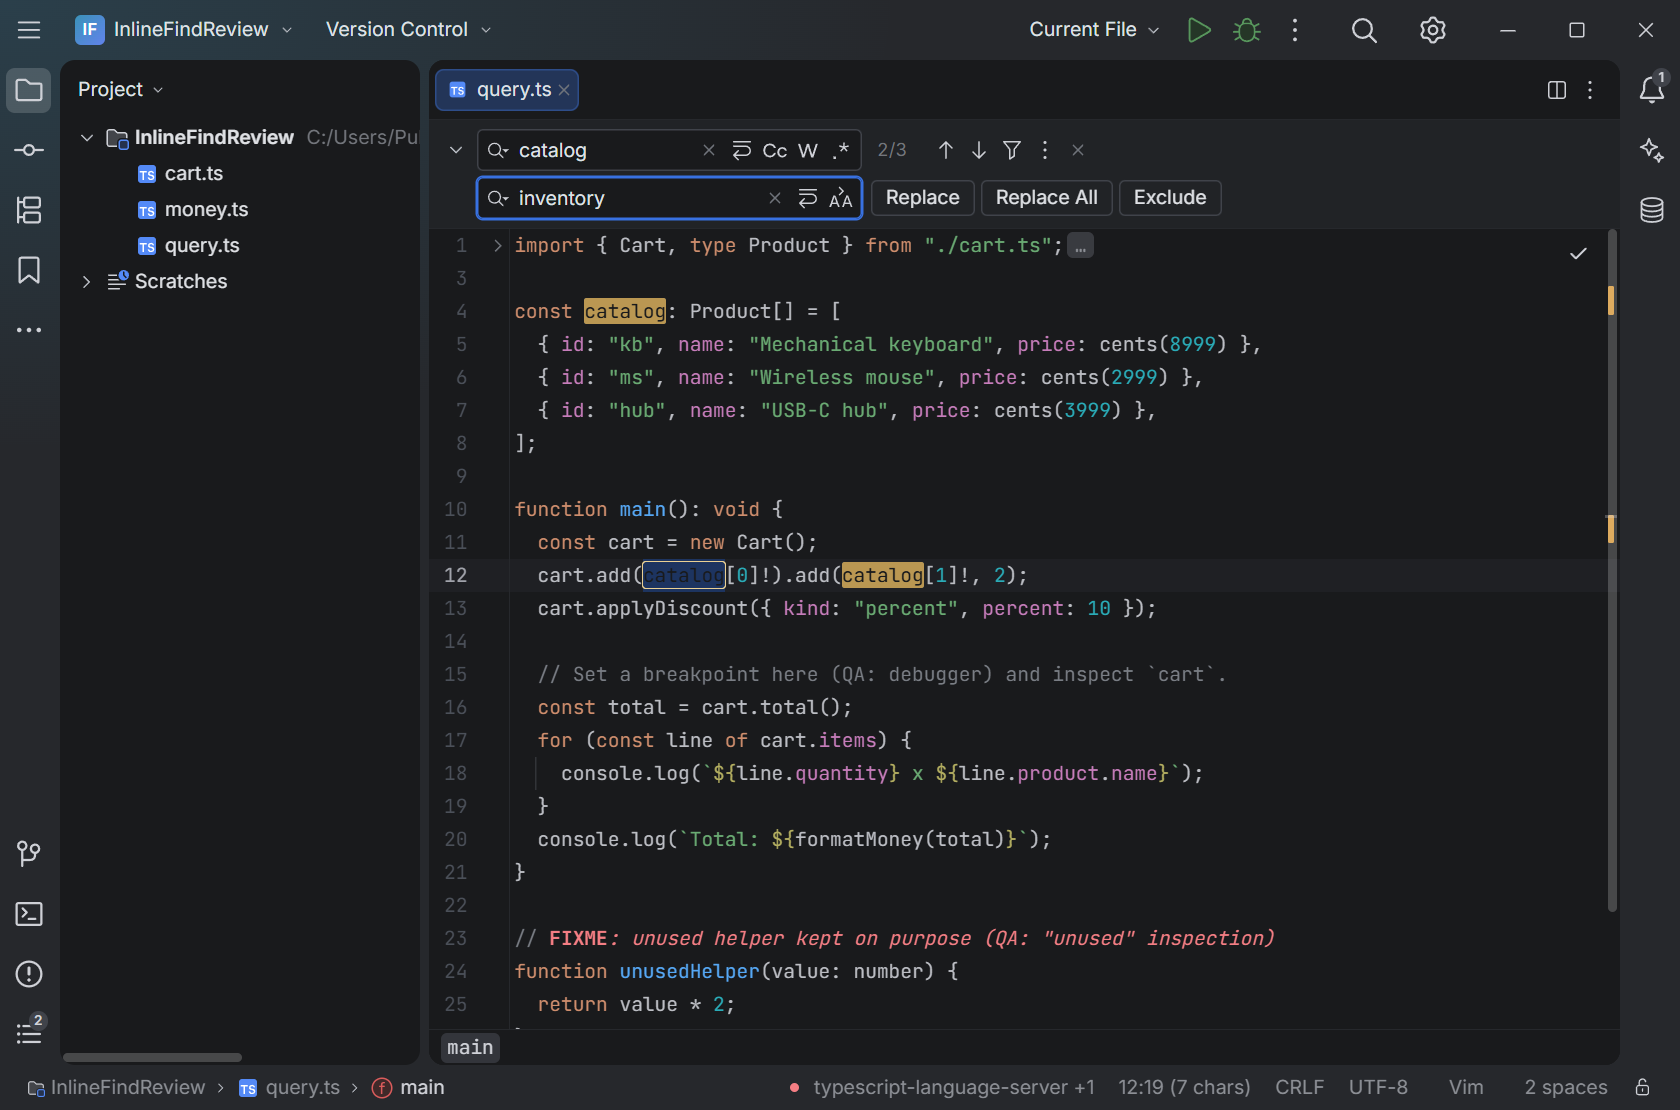 IF InlineFindReview Version Control Current File
Project
InlineFindReview C:/Users/Pu
cart.ts
money.ts
query.ts
Scratches
query.ts
catalog Cc W .* 2/3
inventory Replace Replace All Exclude
1 import { Cart, type Product } from "./cart.ts";…
3
4 const catalog: Product[] = [
5 { id: "kb", name: "Mechanical keyboard", price: cents(8999) },
6 { id: "ms", name: "Wireless mouse", price: cents(2999) },
7 { id: "hub", name: "USB-C hub", price: cents(3999) },
8 ];
9
10 function main(): void {
11 const cart = new Cart();
12 cart.add(catalog[0]!).add(catalog[1]!, 2);
13 cart.applyDiscount({ kind: "percent", percent: 10 });
14
15 // Set a breakpoint here (QA: debugger) and inspect `cart`.
16 const total = cart.total();
17 for (const line of cart.items) {
18 console.log(`${line.quantity} x ${line.product.name}`);
19 }
20 console.log(`Total: ${formatMoney(total)}`);
21 }
22
23 // FIXME: unused helper kept on purpose (QA: "unused" inspection)
24 function unusedHelper(value: number) {
25 return value * 2;
main
1
2
InlineFindReview query.ts main typescript-language-server +1 12:19 (7 chars) CRLF UTF-8 Vim 2 spaces